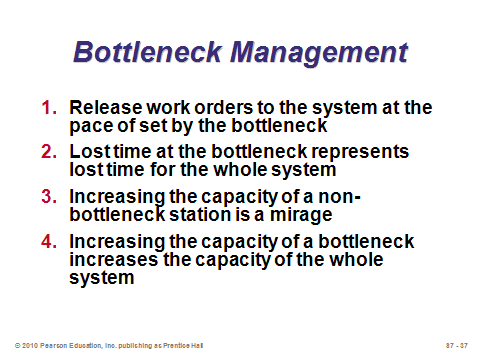 Bottleneck Management
1. Release work orders to the system at the
pace of set by the bottleneck
2. Lost time at the bottleneck represents
lost time for the whole system
3. Increasing the capacity of a non-
bottleneck station is a mirage
4. Increasing the capacity of a bottleneck
increases the capacity of the whole
system
© 2010 Pearson Education, Inc. publishing as Prentice Hall
S7 - 37